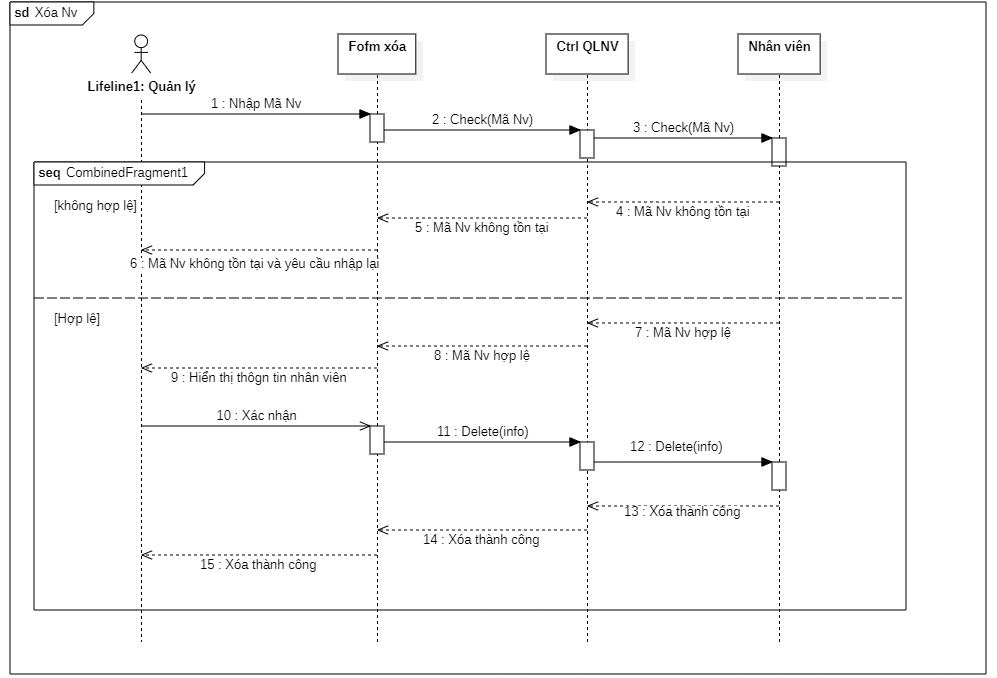 sd Xóa Nv
Lifeline1: Quản lý
Fofm xóa
Ctrl QLNV
Nhân viên
1 : Nhập Mã Nv
2 : Check(Mã Nv)
3 : Check(Mã Nv)
seq CombinedFragment1
[không hợp lệ]
4 : Mã Nv không tồn tại
5 : Mã Nv không tồn tại
6 : Mã Nv không tồn tại và yêu cầu nhập lại
[Hợp lệ]
7 : Mã Nv hợp lệ
8 : Mã Nv hợp lệ
9 : Hiển thị thôgn tin nhân viên
10 : Xác nhận
11 : Delete(info)
12 : Delete(info)
13 : Xóa thành công
14 : Xóa thành công
15 : Xóa thành công